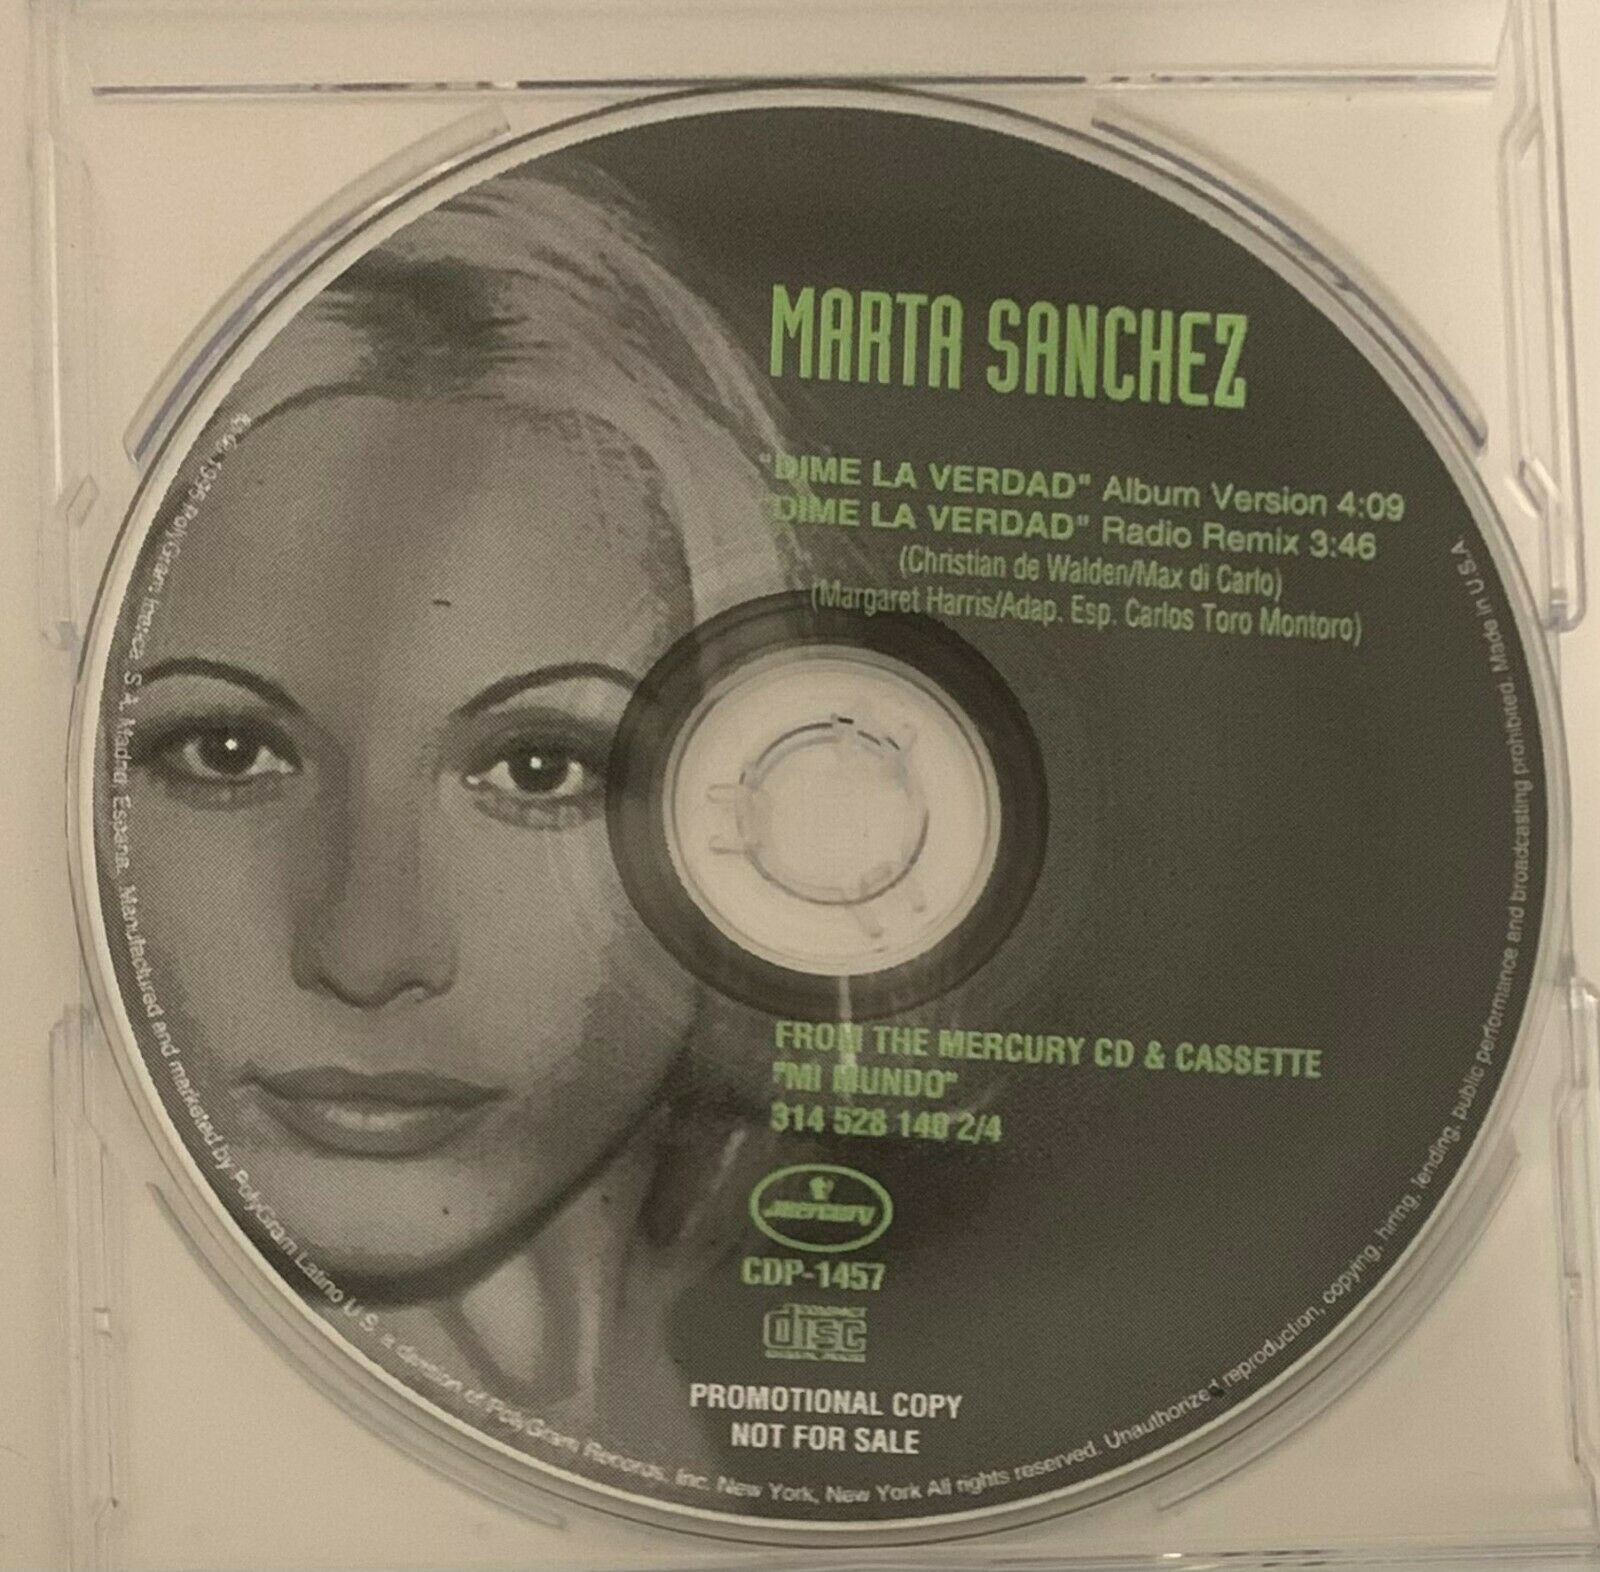 MARTA SANCHEZ
"DIME LA VERDAD" Album Version 4:09
"DIME LA VERDAD" Radio Remix 3:46
(Christian de Walden/Max di Carlo)
(Margaret Harris/Adap. Esp. Carlos Toro Montoro)
FROM THE MERCURY CD & CASSETTE
"MI MUNDO"
314 528 140 2/4
mercury
CDP-1457
COMPACT
disc
PROMOTIONAL COPY
NOT FOR SALE
PolyGram Iberica S.A. Madrid España. Manufactured and marketed by PolyGram Latino U.S. a division of PolyGram Records, Inc. New York, New York All rights reserved. Unauthorized reproduction, copying, hiring, lending, public performance and broadcasting prohibited. Made in U.S.A.